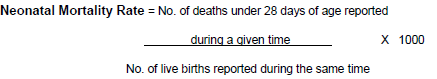 Neonatal Mortality Rate = No. of deaths under 28 days of age reported
during a given time X 1000
No. of live births reported during the same time